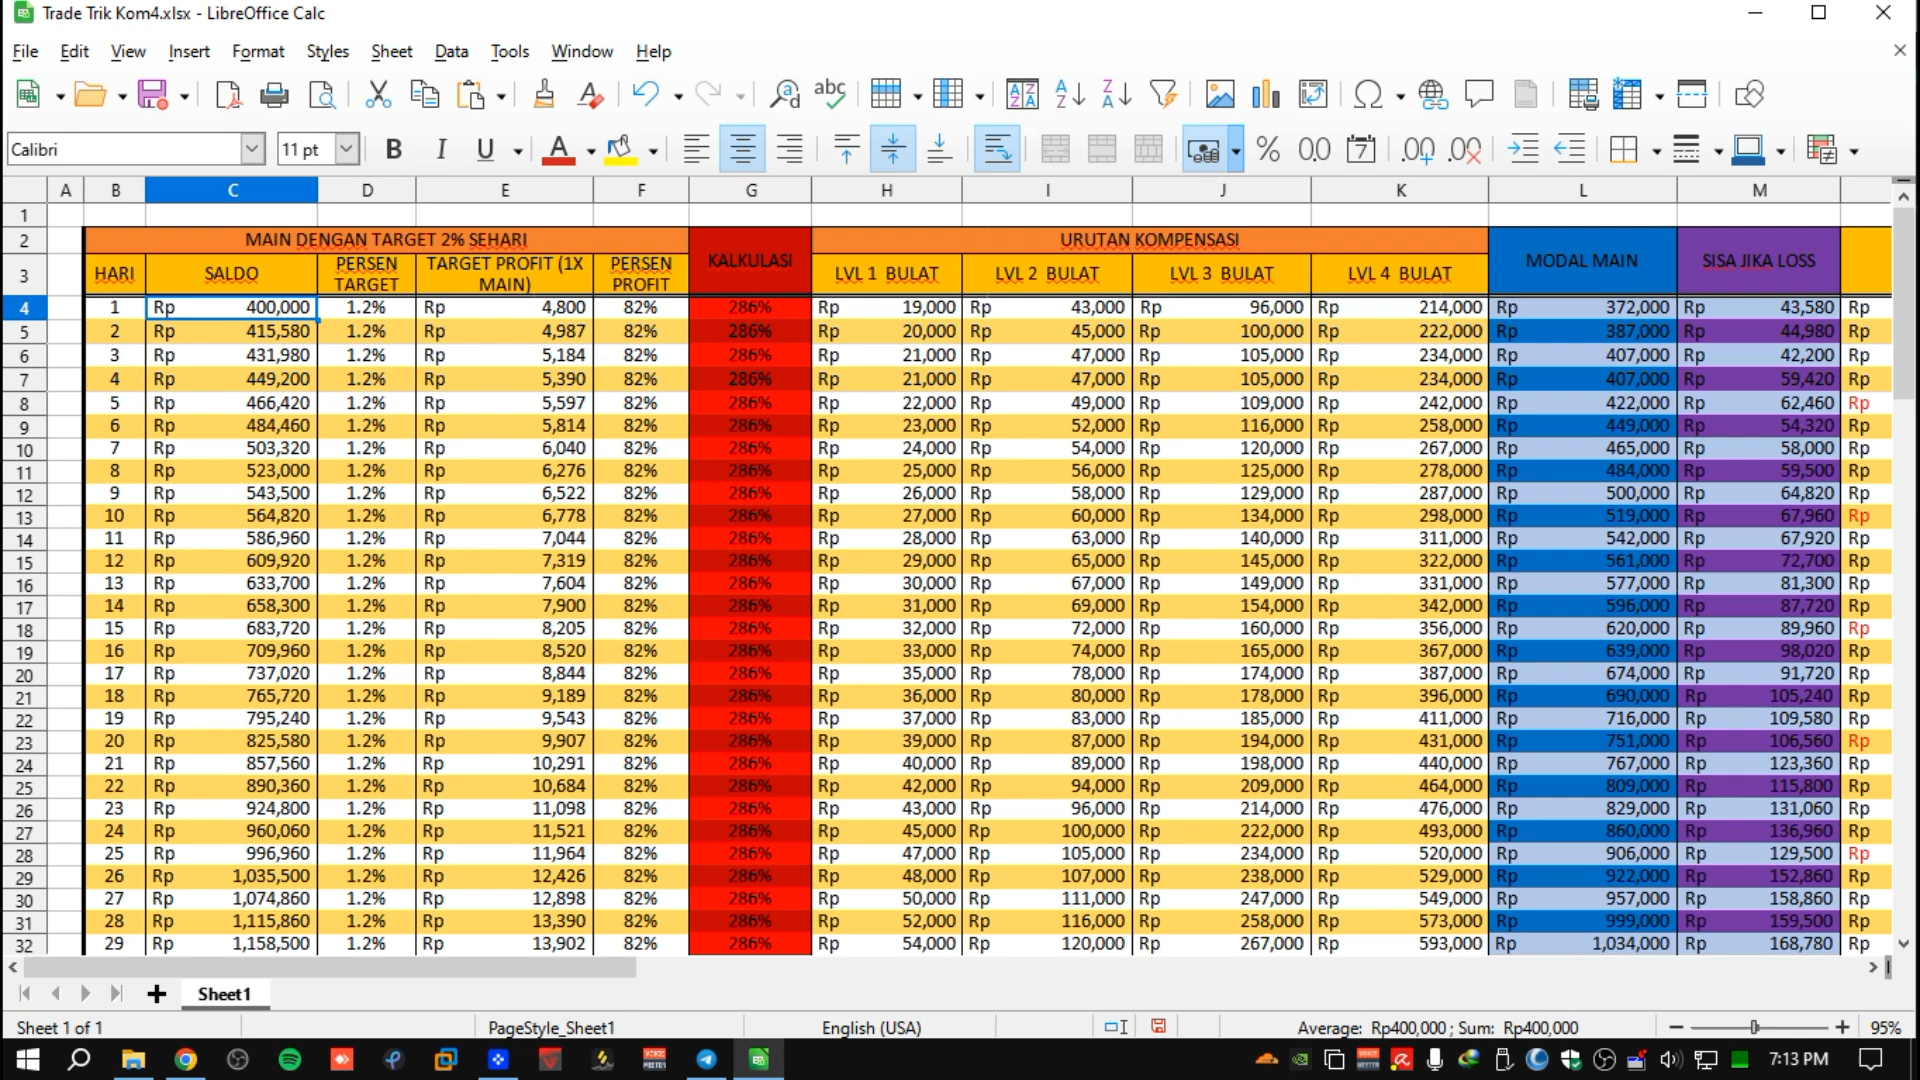 Trade Trik Kom4.xlsx - LibreOffice Calc
File Edit View Insert Format Styles Sheet Data Tools Window Help
Calibri 11 pt
A B C D E F G H I J K L M
1
2 MAIN DENGAN TARGET 2% SEHARI KALKULASI URUTAN KOMPENSASI MODAL MAIN SISA JIKA LOSS
3 HARI SALDO PERSEN TARGET TARGET PROFIT (1X MAIN) PERSEN PROFIT LVL 1 BULAT LVL 2 BULAT LVL 3 BULAT LVL 4 BULAT
4 1 Rp 400,000 1.2% Rp 4,800 82% 286% Rp 19,000 Rp 43,000 Rp 96,000 Rp 214,000 Rp 372,000 Rp 43,580 Rp
5 2 Rp 415,580 1.2% Rp 4,987 82% 286% Rp 20,000 Rp 45,000 Rp 100,000 Rp 222,000 Rp 387,000 Rp 44,980 Rp
6 3 Rp 431,980 1.2% Rp 5,184 82% 286% Rp 21,000 Rp 47,000 Rp 105,000 Rp 234,000 Rp 407,000 Rp 42,200 Rp
7 4 Rp 449,200 1.2% Rp 5,390 82% 286% Rp 21,000 Rp 47,000 Rp 105,000 Rp 234,000 Rp 407,000 Rp 59,420 Rp
8 5 Rp 466,420 1.2% Rp 5,597 82% 286% Rp 22,000 Rp 49,000 Rp 109,000 Rp 242,000 Rp 422,000 Rp 62,460 Rp
9 6 Rp 484,460 1.2% Rp 5,814 82% 286% Rp 23,000 Rp 52,000 Rp 116,000 Rp 258,000 Rp 449,000 Rp 54,320 Rp
10 7 Rp 503,320 1.2% Rp 6,040 82% 286% Rp 24,000 Rp 54,000 Rp 120,000 Rp 267,000 Rp 465,000 Rp 58,000 Rp
11 8 Rp 523,000 1.2% Rp 6,276 82% 286% Rp 25,000 Rp 56,000 Rp 125,000 Rp 278,000 Rp 484,000 Rp 59,500 Rp
12 9 Rp 543,500 1.2% Rp 6,522 82% 286% Rp 26,000 Rp 58,000 Rp 129,000 Rp 287,000 Rp 500,000 Rp 64,820 Rp
13 10 Rp 564,820 1.2% Rp 6,778 82% 286% Rp 27,000 Rp 60,000 Rp 134,000 Rp 298,000 Rp 519,000 Rp 67,960 Rp
14 11 Rp 586,960 1.2% Rp 7,044 82% 286% Rp 28,000 Rp 63,000 Rp 140,000 Rp 311,000 Rp 542,000 Rp 67,920 Rp
15 12 Rp 609,920 1.2% Rp 7,319 82% 286% Rp 29,000 Rp 65,000 Rp 145,000 Rp 322,000 Rp 561,000 Rp 72,700 Rp
16 13 Rp 633,700 1.2% Rp 7,604 82% 286% Rp 30,000 Rp 67,000 Rp 149,000 Rp 331,000 Rp 577,000 Rp 81,300 Rp
17 14 Rp 658,300 1.2% Rp 7,900 82% 286% Rp 31,000 Rp 69,000 Rp 154,000 Rp 342,000 Rp 596,000 Rp 87,720 Rp
18 15 Rp 683,720 1.2% Rp 8,205 82% 286% Rp 32,000 Rp 72,000 Rp 160,000 Rp 356,000 Rp 620,000 Rp 89,960 Rp
19 16 Rp 709,960 1.2% Rp 8,520 82% 286% Rp 33,000 Rp 74,000 Rp 165,000 Rp 367,000 Rp 639,000 Rp 98,020 Rp
20 17 Rp 737,020 1.2% Rp 8,844 82% 286% Rp 35,000 Rp 78,000 Rp 174,000 Rp 387,000 Rp 674,000 Rp 91,720 Rp
21 18 Rp 765,720 1.2% Rp 9,189 82% 286% Rp 36,000 Rp 80,000 Rp 178,000 Rp 396,000 Rp 690,000 Rp 105,240 Rp
22 19 Rp 795,240 1.2% Rp 9,543 82% 286% Rp 37,000 Rp 83,000 Rp 185,000 Rp 411,000 Rp 716,000 Rp 109,580 Rp
23 20 Rp 825,580 1.2% Rp 9,907 82% 286% Rp 39,000 Rp 87,000 Rp 194,000 Rp 431,000 Rp 751,000 Rp 106,560 Rp
24 21 Rp 857,560 1.2% Rp 10,291 82% 286% Rp 40,000 Rp 89,000 Rp 198,000 Rp 440,000 Rp 767,000 Rp 123,360 Rp
25 22 Rp 890,360 1.2% Rp 10,684 82% 286% Rp 42,000 Rp 94,000 Rp 209,000 Rp 464,000 Rp 809,000 Rp 115,800 Rp
26 23 Rp 924,800 1.2% Rp 11,098 82% 286% Rp 43,000 Rp 96,000 Rp 214,000 Rp 476,000 Rp 829,000 Rp 131,060 Rp
27 24 Rp 960,060 1.2% Rp 11,521 82% 286% Rp 45,000 Rp 100,000 Rp 222,000 Rp 493,000 Rp 860,000 Rp 136,960 Rp
28 25 Rp 996,960 1.2% Rp 11,964 82% 286% Rp 47,000 Rp 105,000 Rp 234,000 Rp 520,000 Rp 906,000 Rp 129,500 Rp
29 26 Rp 1,035,500 1.2% Rp 12,426 82% 286% Rp 48,000 Rp 107,000 Rp 238,000 Rp 529,000 Rp 922,000 Rp 152,860 Rp
30 27 Rp 1,074,860 1.2% Rp 12,898 82% 286% Rp 50,000 Rp 111,000 Rp 247,000 Rp 549,000 Rp 957,000 Rp 158,860 Rp
31 28 Rp 1,115,860 1.2% Rp 13,390 82% 286% Rp 52,000 Rp 116,000 Rp 258,000 Rp 573,000 Rp 999,000 Rp 159,500 Rp
32 29 Rp 1,158,500 1.2% Rp 13,902 82% 286% Rp 54,000 Rp 120,000 Rp 267,000 Rp 593,000 Rp 1,034,000 Rp 168,780 Rp
Sheet1
Sheet 1 of 1 PageStyle_Sheet1 English (USA) Average: Rp400,000 ; Sum: Rp400,000 95%
7:13 PM